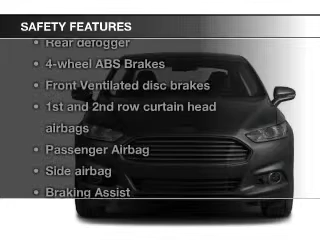 SAFETY FEATURES
• Rear defogger
• 4-wheel ABS Brakes
• Front Ventilated disc brakes
• 1st and 2nd row curtain head
airbags
• Passenger Airbag
• Side airbag
• Braking Assist